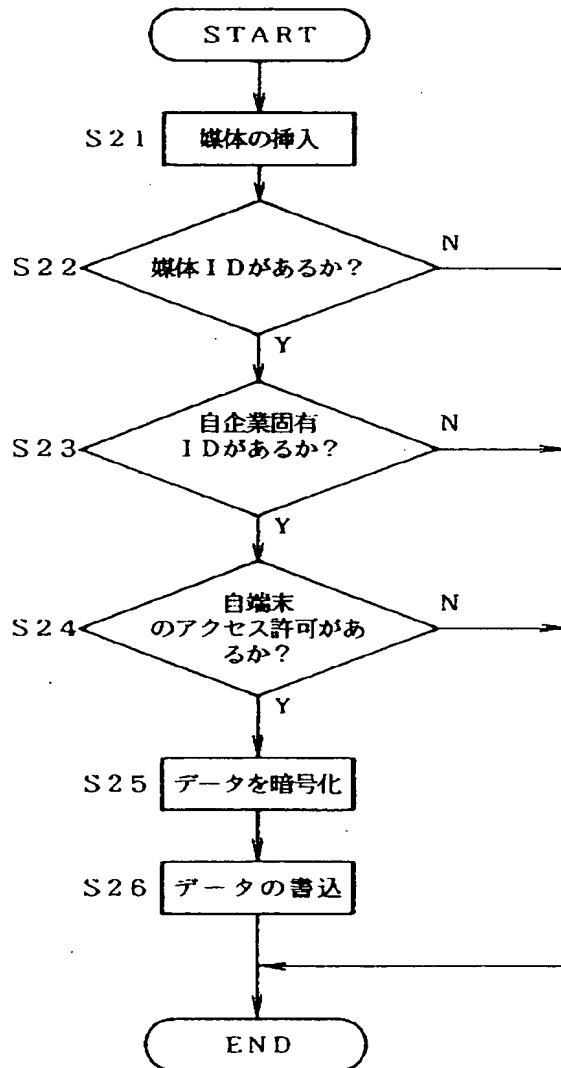 START
S21 媒体の挿入
S22 媒体IDがあるか?
N
Y
自企業固有
N
S23 IDがあるか?
Y
自端末
N
S24 のアクセス許可があ
るか?
Y
S25 データを暗号化
S26 データの書込
END